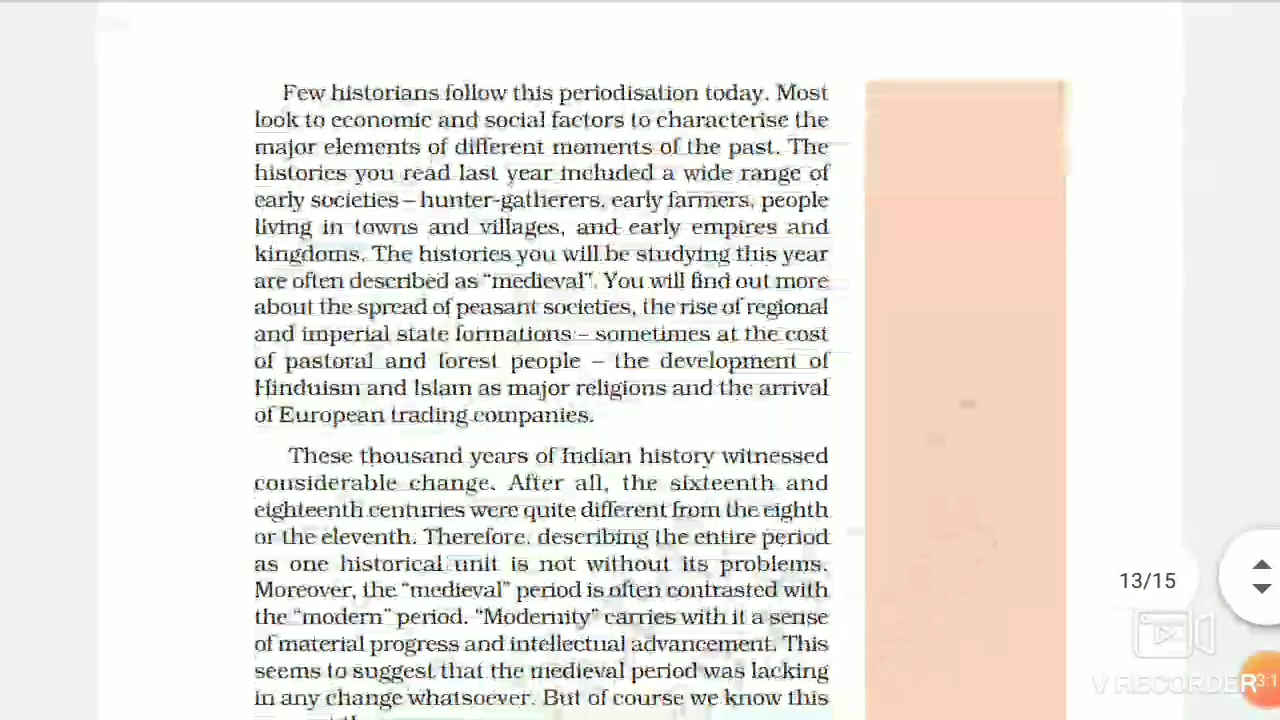 Few historians follow this periodisation today. Most
look to economic and social factors to characterise the
major elements of different moments of the past. The
histories you read last year included a wide range of
early societies – hunter-gatherers, early farmers, people
living in towns and villages, and early empires and
kingdoms. The histories you will be studying this year
are often described as "medieval". You will find out more
about the spread of peasant societies, the rise of regional
and imperial state formations – sometimes at the cost
of pastoral and forest people – the development of
Hinduism and Islam as major religions and the arrival
of European trading companies.
These thousand years of Indian history witnessed
considerable change. After all, the sixteenth and
eighteenth centuries were quite different from the eighth
or the eleventh. Therefore, describing the entire period
as one historical unit is not without its problems.
Moreover, the "medieval" period is often contrasted with
the "modern" period. "Modernity" carries with it a sense
of material progress and intellectual advancement. This
seems to suggest that the medieval period was lacking
in any change whatsoever. But of course we know this
13/15
V RECORDER
3:1